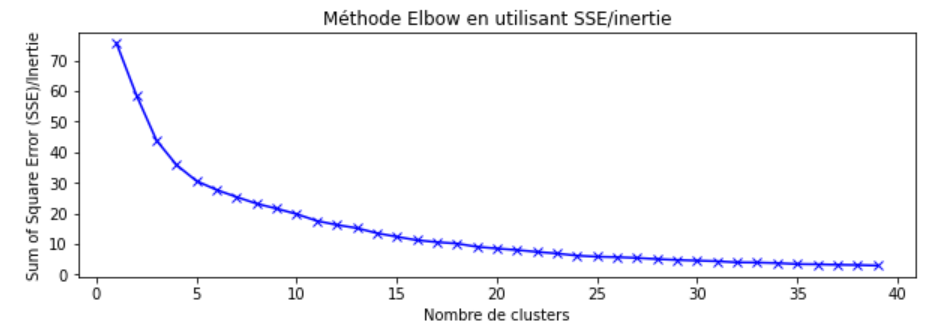 Méthode Elbow en utilisant SSE/inertie
Sum of Square Error (SSE)/Inertie
70
60
50
40
30
20
10
0
0 5 10 15 20 25 30 35 40
Nombre de clusters